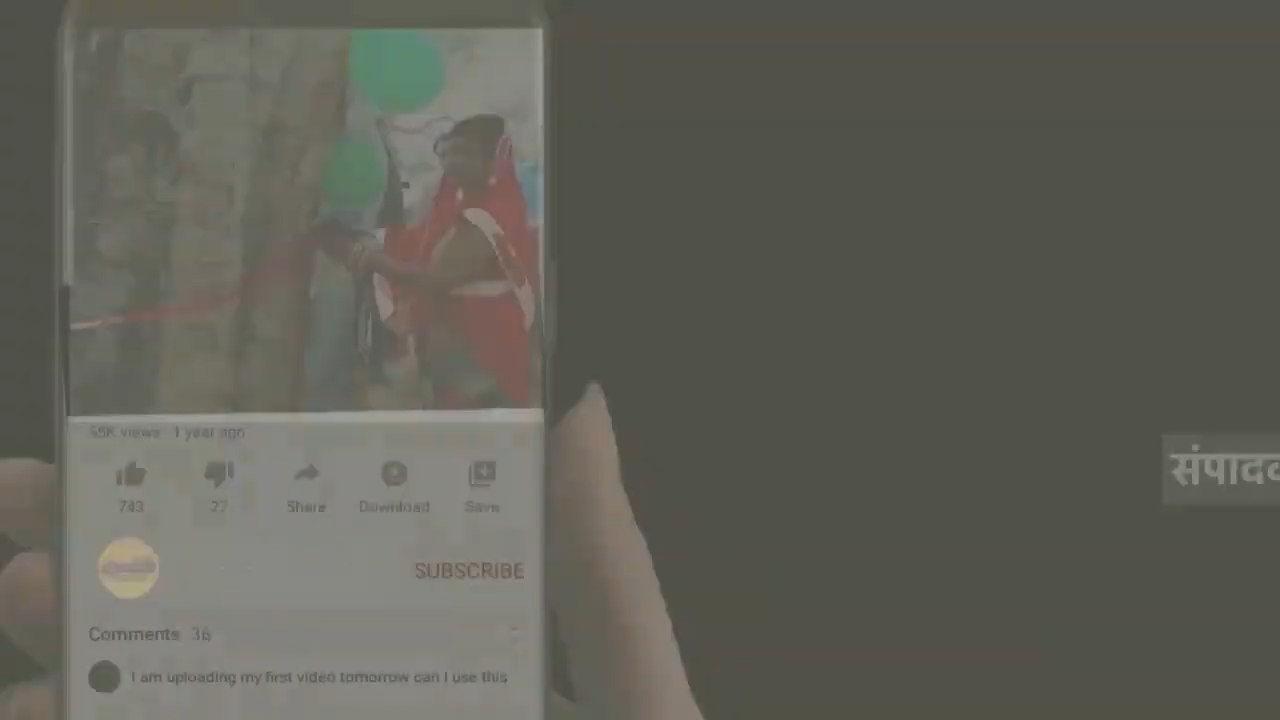 55K views · 1 year ago
743
27
Share
Download
Save
SUBSCRIBE
Comments 36
I am uploading my first video tomorrow can I use this